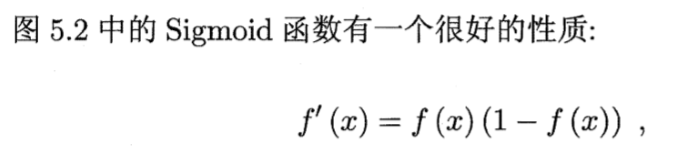 图 5.2 中的 Sigmoid 函数有一个很好的性质:
f′ (x) = f (x) (1 − f (x)) ,